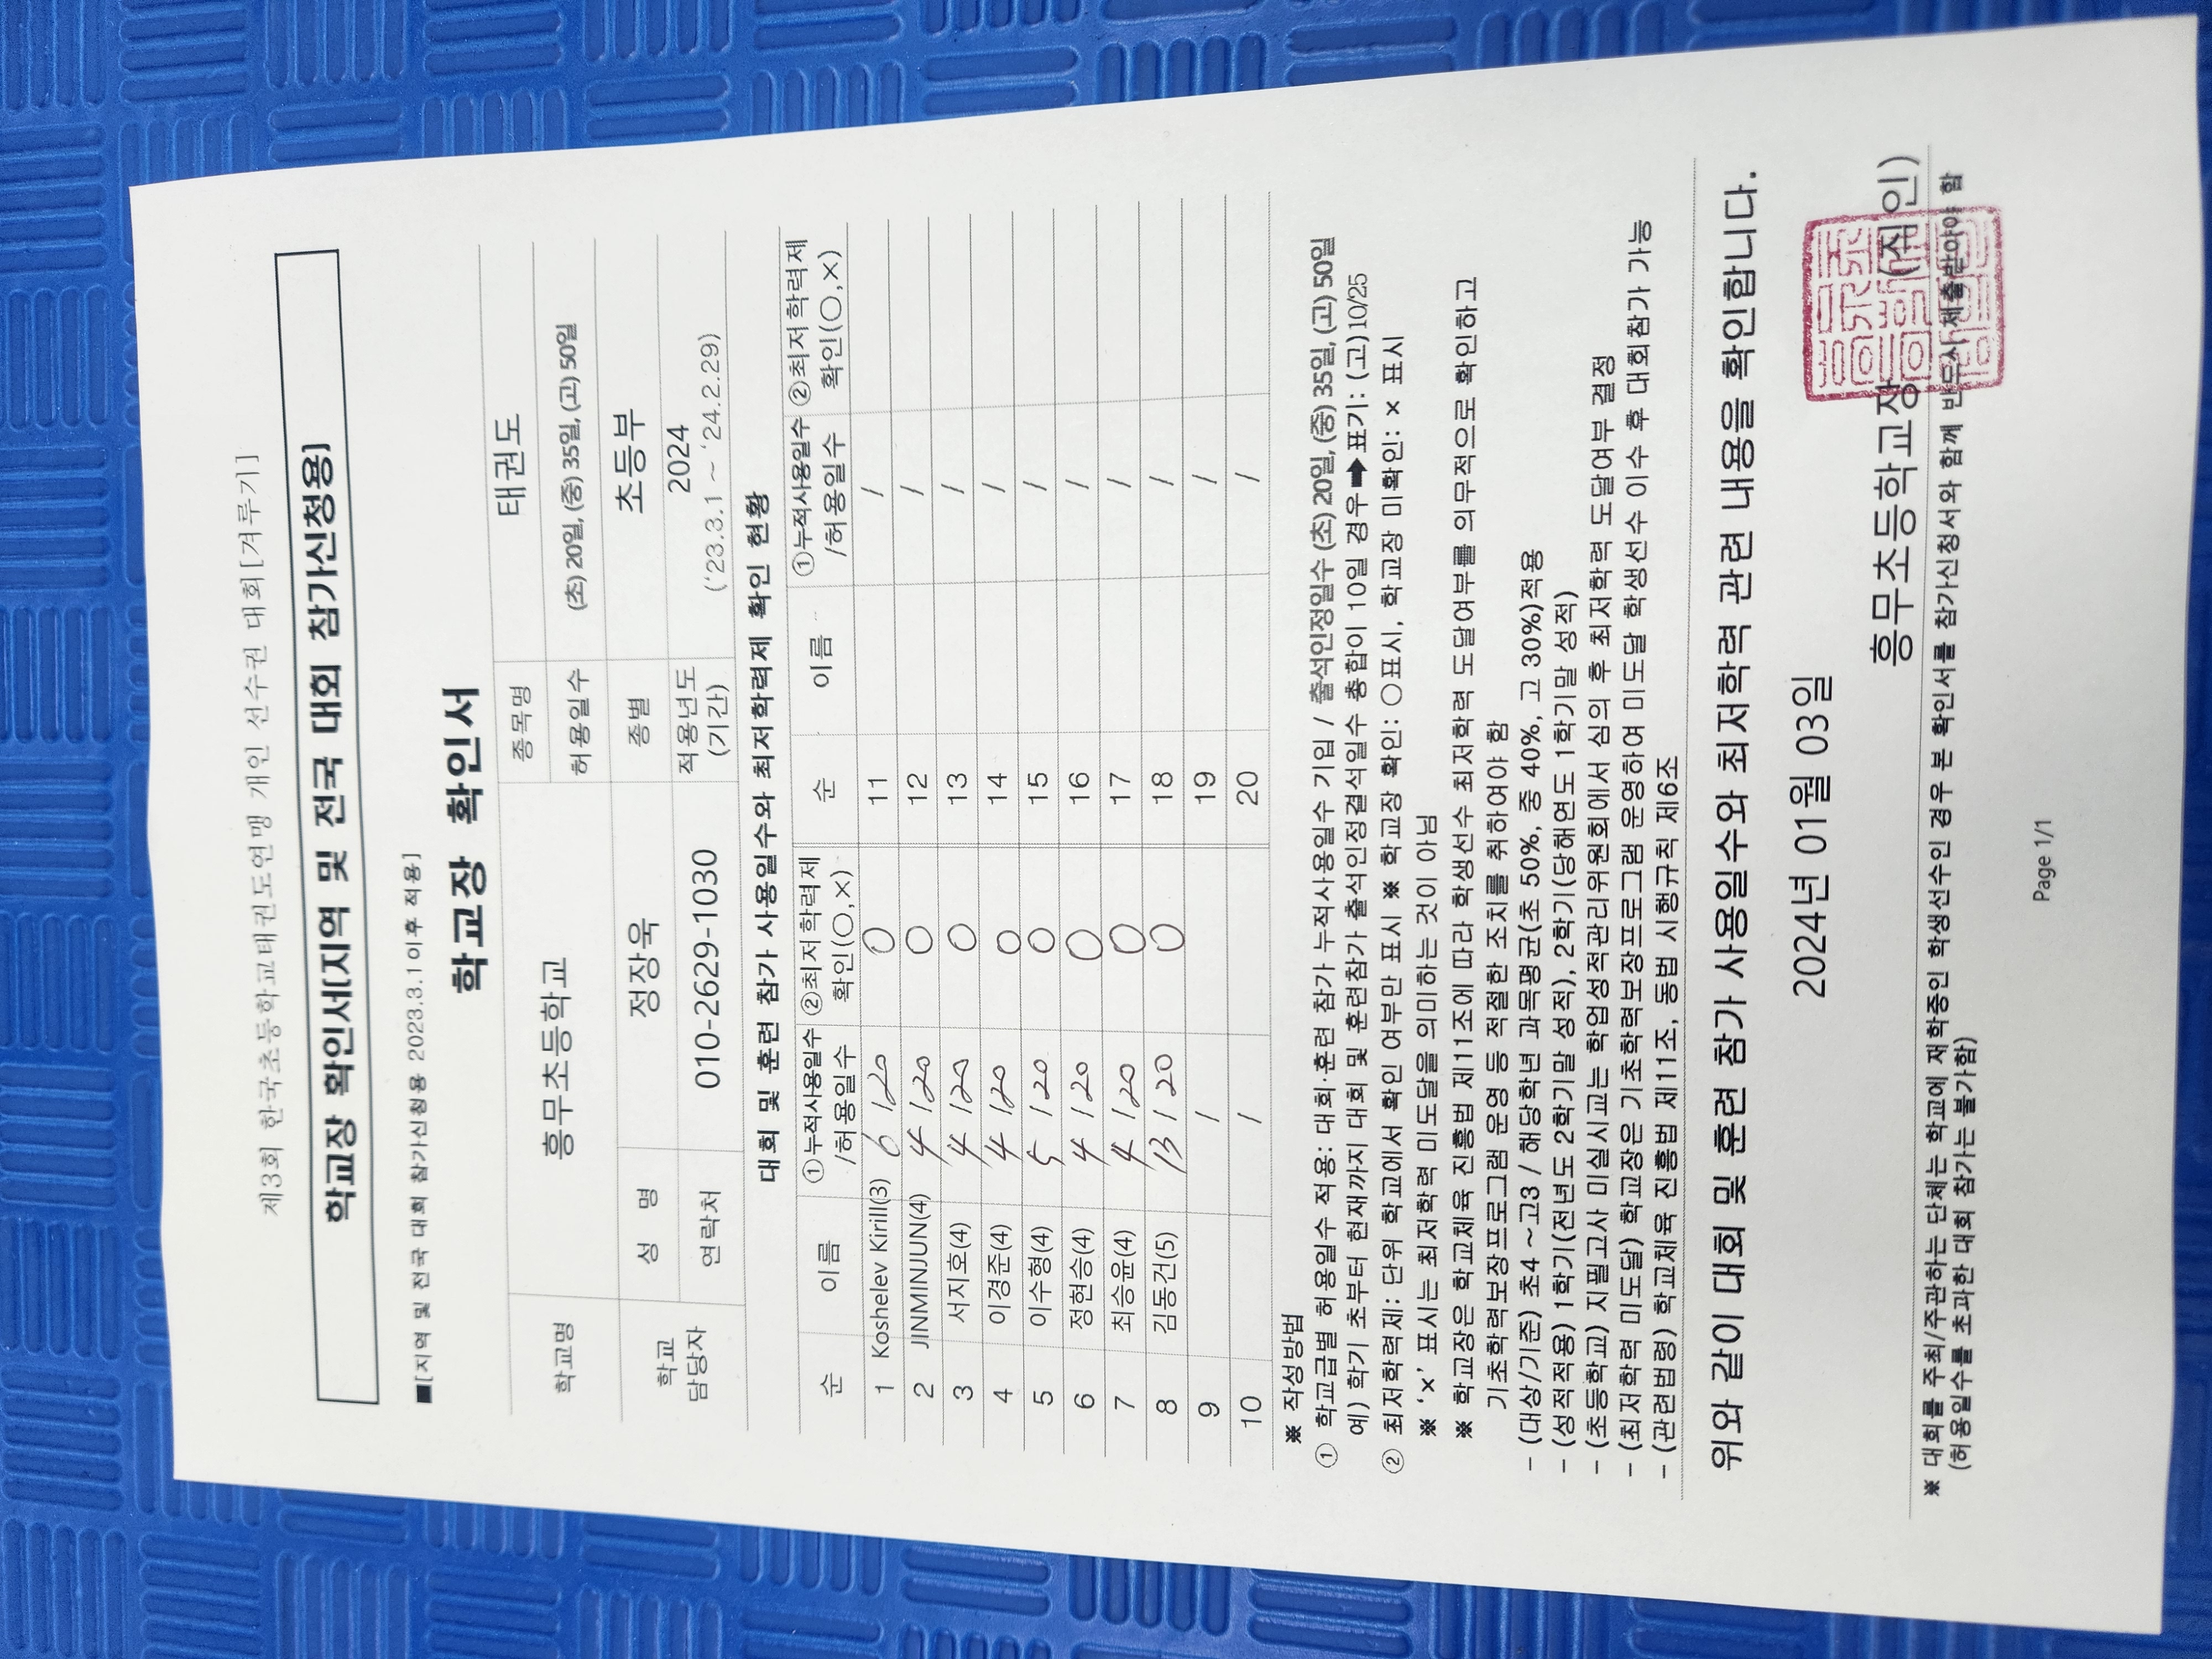 제3회 한국초등학교태권도연맹 개인 선수권 대회[겨루기]
학교장 확인서[지역 및 전국 대회 참가신청용]
■[지역 및 전국 대회 참가신청용 2023.3.1이후 적용]
학교장 확인서
학교명 흥무초등학교 종목명 태권도
허용일수 (초) 20일, (중) 35일, (고) 50일
학교 담당자 성 명 정장욱 종별 초등부
연락처 010-2629-1030 적용년도 (기간) 2024 ('23.3.1 ~ '24.2.29)
대회 및 훈련 참가 사용일수와 최저학력제 확인 현황
순 이름 ①누적사용일수 /허용일수 ②최저학력제 확인(○,×) 순 이름 ①누적사용일수 /허용일수 ②최저학력제 확인(○,×)
1 Koshelev Kirill(3) 6 / 20 ○ 11 /
2 JINMINJUN(4) 4 / 20 ○ 12 /
3 서지호(4) 4 / 20 ○ 13 /
4 이경준(4) 4 / 20 ○ 14 /
5 이수형(4) 5 / 20 ○ 15 /
6 정현승(4) 4 / 20 ○ 16 /
7 최승윤(4) 4 / 20 ○ 17 /
8 김동건(5) 13 / 20 ○ 18 /
9 / 19 /
10 / 20 /
※ 작성방법
① 학교급별 허용일수 적용: 대회·훈련 참가 누적사용일수 기입 / 출석인정일수 (초) 20일, (중) 35일, (고) 50일
예) 학기 초부터 현재까지 대회 및 훈련참가 출석인정결석일수 총합이 10일 경우 ➡ 표기: (고) 10/25
② 최저학력제: 단위 학교에서 확인 여부만 표시 ※ 학교장 확인: ○표시, 학교장 미확인: × 표시
※ '×' 표시는 최저학력 미도달을 의미하는 것이 아님
※ 학교장은 학교체육 진흥법 제11조에 따라 학생선수 최저학력 도달여부를 의무적으로 확인하고
기초학력보장프로그램 운영 등 적절한 조치를 취하여야 함
- (대상/기준) 초4 ~고3 / 해당학년 과목평균(초 50%, 중 40%, 고 30%)적용
- (성적적용) 1학기(전년도 2학기말 성적), 2학기(당해연도 1학기말 성적)
- (초등학교) 지필고사 미실시교는 학업성적관리위원회에서 심의 후 최저학력 도달여부 결정
- (최저학력 미도달) 학교장은 기초학력보장프로그램 운영하여 미도달 학생선수 이수 후 대회참가 가능
- (관련법령) 학교체육 진흥법 제11조, 동법 시행규칙 제6조
위와 같이 대회 및 훈련 참가 사용일수와 최저학력 관련 내용을 확인합니다.
2024년 01월 03일
흥무초등학교장 (직인)
※ 대회를 주최/주관하는 단체는 학교에 재학중인 학생선수인 경우 본 확인서를 참가신청서와 함께 반드시 제출받아야 함
(허용일수를 초과한 대회 참가는 불가함)
Page 1/1